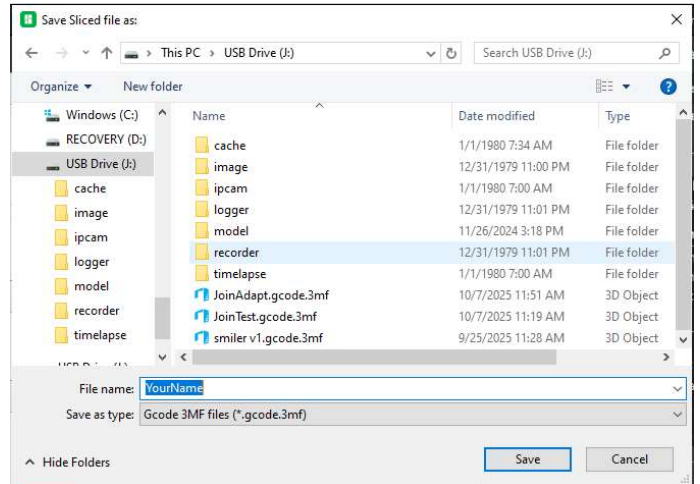 Save Sliced file as:
This PC > USB Drive (J:)
Search USB Drive (J:)
Organize
New folder
Windows (C:)
RECOVERY (D:)
USB Drive (J:)
cache
image
ipcam
logger
model
recorder
timelapse
Name Date modified Type
cache 1/1/1980 7:34 AM File folder
image 12/31/1979 11:00 PM File folder
ipcam 1/1/1980 7:00 AM File folder
logger 12/31/1979 11:01 PM File folder
model 11/26/2024 3:18 PM File folder
recorder 12/31/1979 11:01 PM File folder
timelapse 1/1/1980 7:00 AM File folder
JoinAdapt.gcode.3mf 10/7/2025 11:51 AM 3D Object
JoinTest.gcode.3mf 10/7/2025 11:19 AM 3D Object
smiler v1.gcode.3mf 9/25/2025 11:28 AM 3D Object
File name: YourName
Save as type: Gcode 3MF files (*.gcode.3mf)
Hide Folders
Save
Cancel